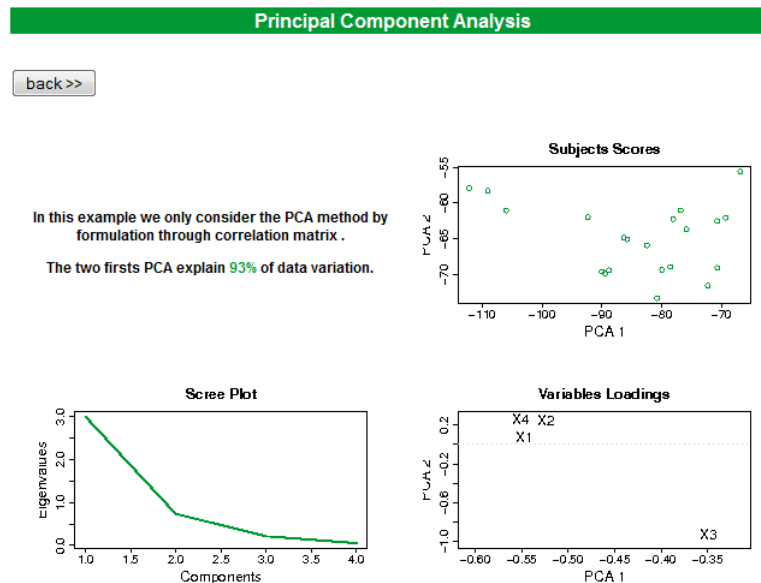 Principal Component Analysis
back >>
In this example we only consider the PCA method by
formulation through correlation matrix .
The two firsts PCA explain 93% of data variation.
Subjects Scores
PCA 2
-55
-60
-65
-70
-110
-100
-90
-80
-70
PCA 1
Scree Plot
Eigenvalues
3.0
2.0
1.0
0.0
1.0
1.5
2.0
2.5
3.0
3.5
4.0
Components
Variables Loadings
PCA 2
0.2
-0.2
-0.6
-1.0
X4
X2
X1
X3
-0.60
-0.55
-0.50
-0.45
-0.40
-0.35
PCA 1